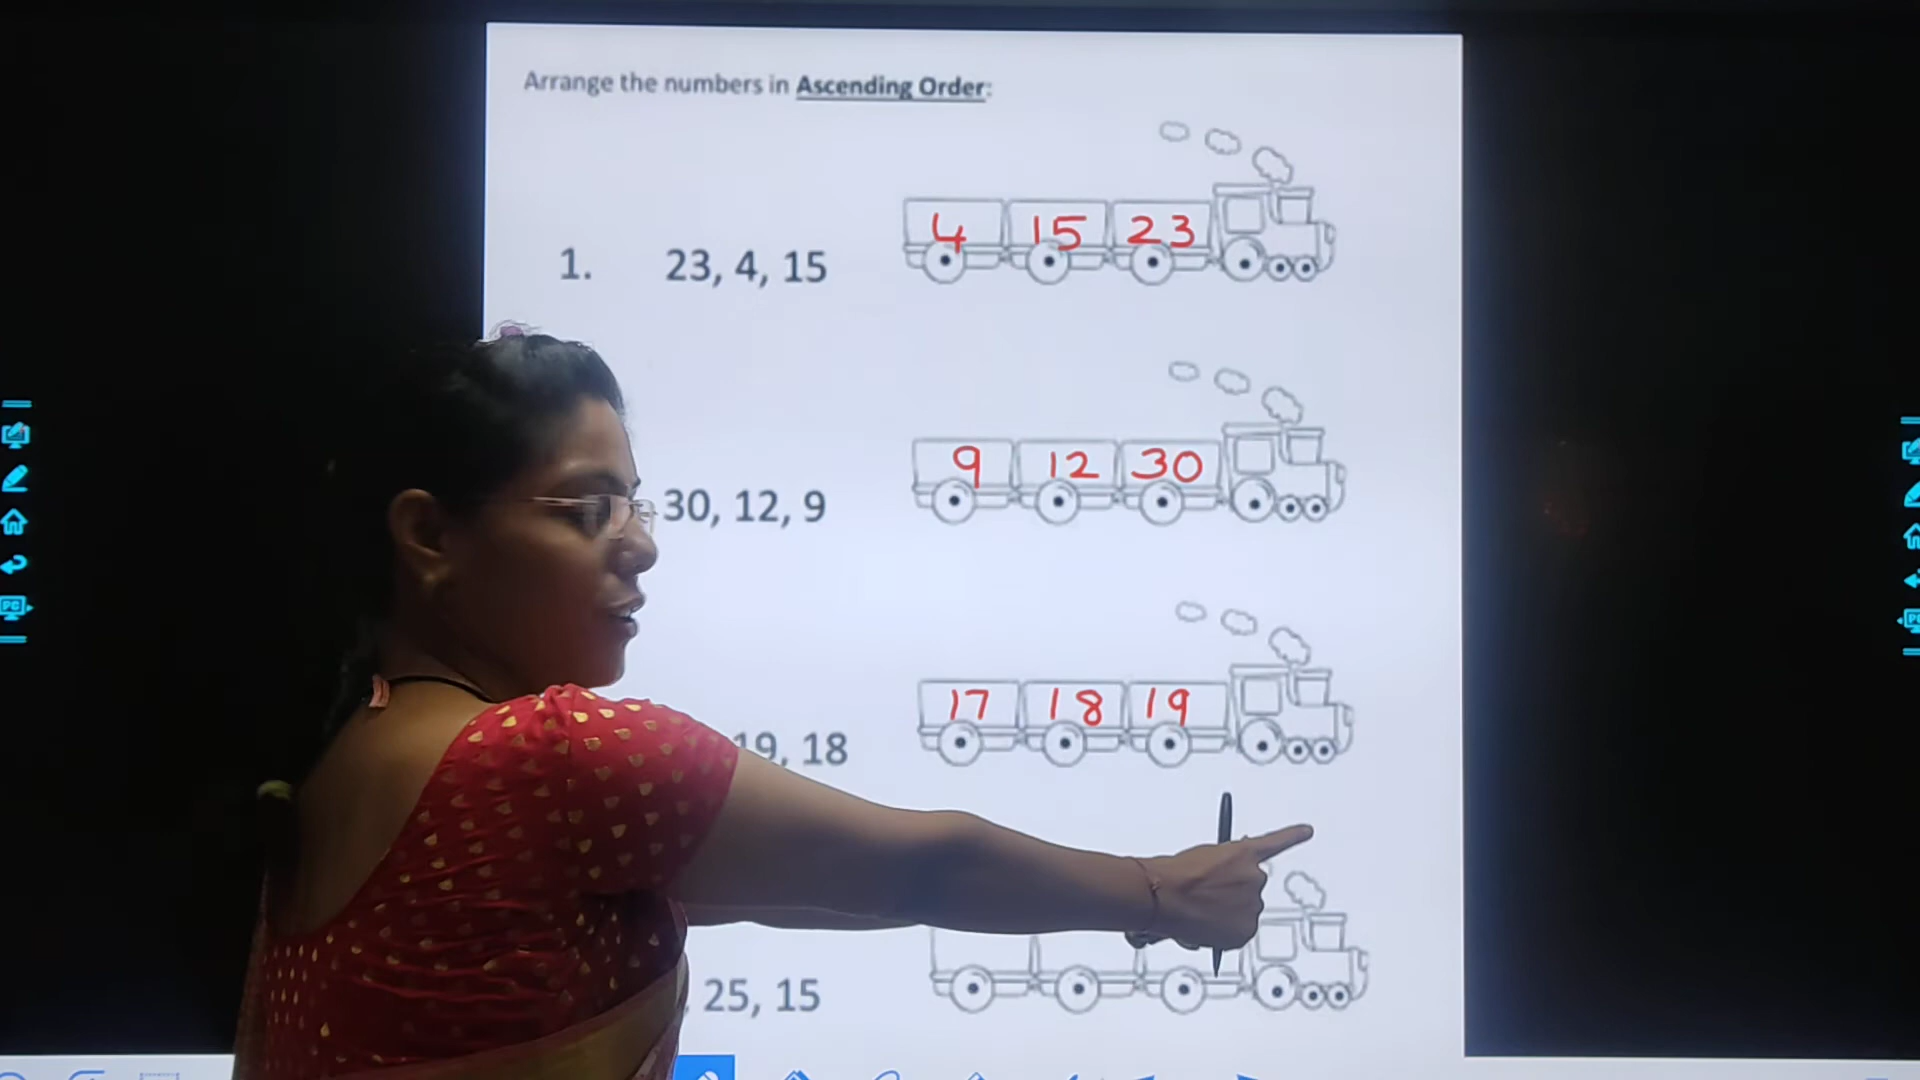 Arrange the numbers in Ascending Order:
4 15 23
1. 23, 4, 15
9 12 30
30, 12, 9
17 18 19
19, 18
25, 15
PC